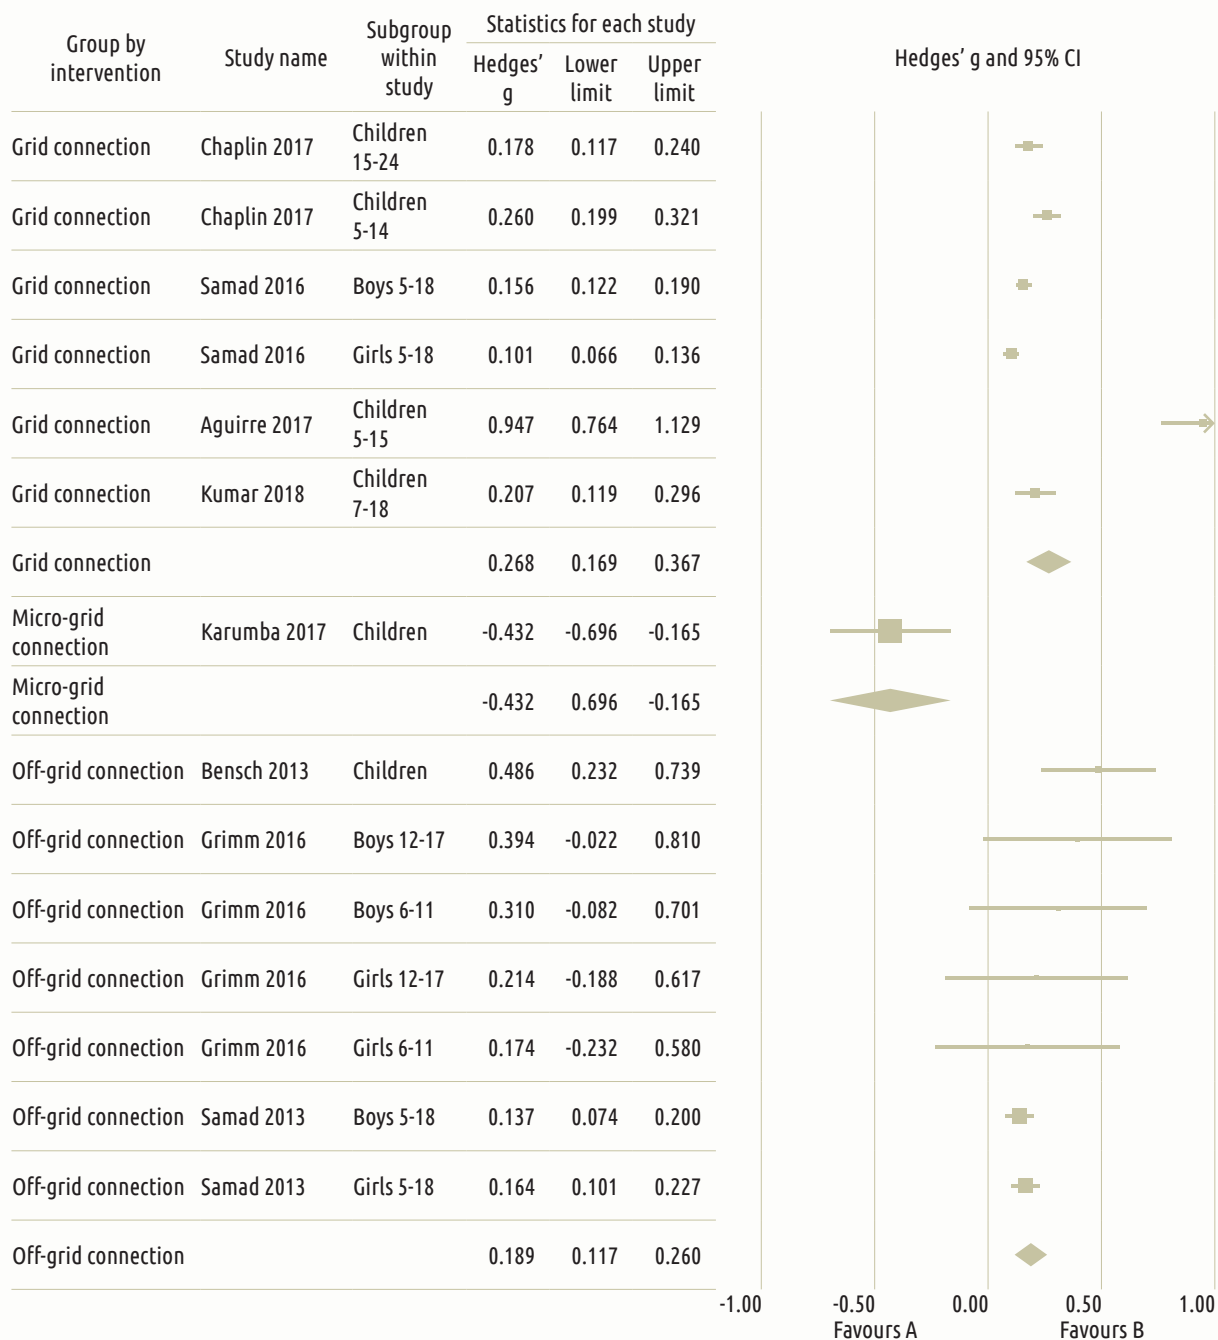 Group by intervention Study name Subgroup within study Statistics for each study Hedges' g and 95% CI
Hedges' g Lower limit Upper limit
Grid connection Chaplin 2017 Children 15-24 0.178 0.117 0.240
Grid connection Chaplin 2017 Children 5-14 0.260 0.199 0.321
Grid connection Samad 2016 Boys 5-18 0.156 0.122 0.190
Grid connection Samad 2016 Girls 5-18 0.101 0.066 0.136
Grid connection Aguirre 2017 Children 5-15 0.947 0.764 1.129
Grid connection Kumar 2018 Children 7-18 0.207 0.119 0.296
Grid connection 0.268 0.169 0.367
Micro-grid connection Karumba 2017 Children -0.432 -0.696 -0.165
Micro-grid connection -0.432 0.696 -0.165
Off-grid connection Bensch 2013 Children 0.486 0.232 0.739
Off-grid connection Grimm 2016 Boys 12-17 0.394 -0.022 0.810
Off-grid connection Grimm 2016 Boys 6-11 0.310 -0.082 0.701
Off-grid connection Grimm 2016 Girls 12-17 0.214 -0.188 0.617
Off-grid connection Grimm 2016 Girls 6-11 0.174 -0.232 0.580
Off-grid connection Samad 2013 Boys 5-18 0.137 0.074 0.200
Off-grid connection Samad 2013 Girls 5-18 0.164 0.101 0.227
Off-grid connection 0.189 0.117 0.260
-1.00 -0.50 0.00 0.50 1.00
Favours A Favours B